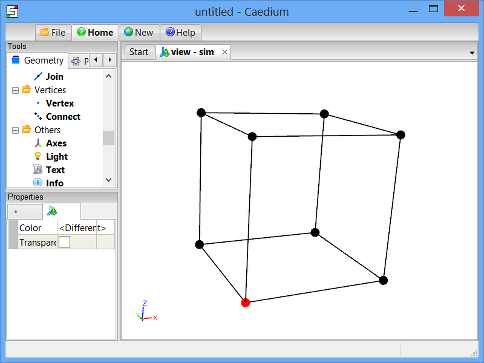 untitled - Caedium
File Home New Help
Tools
Geometry
Start view - sim
Join
Vertices
Vertex
Connect
Others
Axes
Light
Text
Info
Properties
Color <Different>
Transpare
Z
X